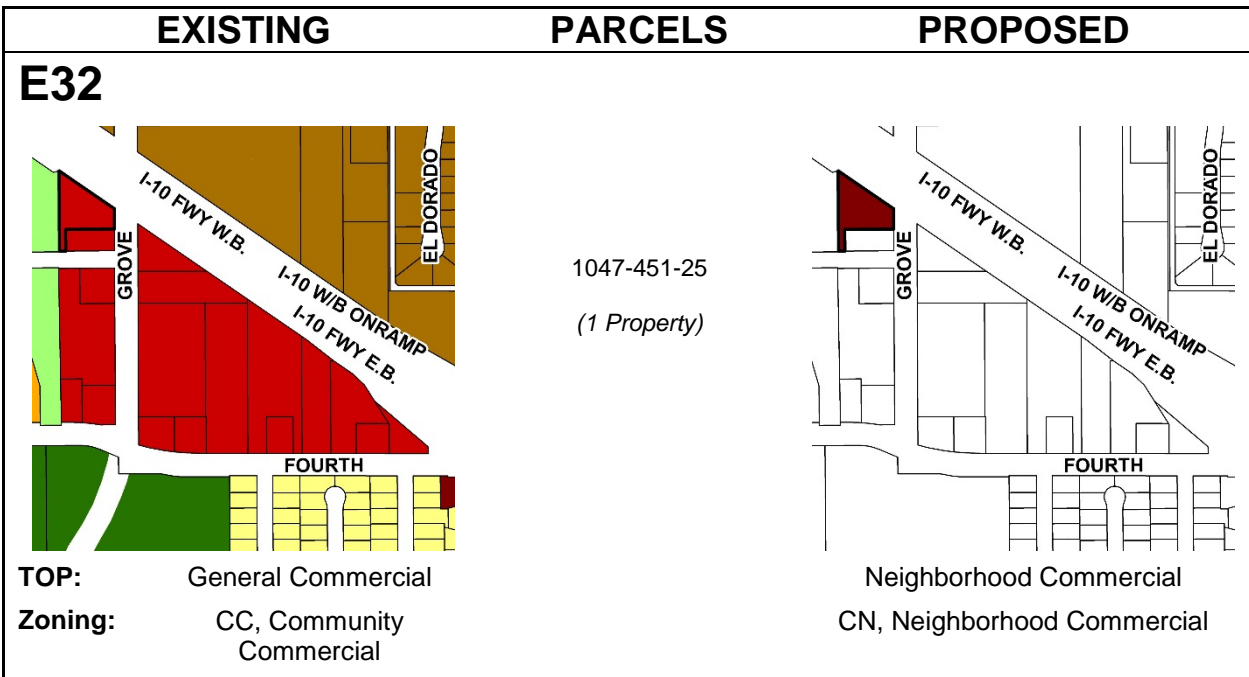 EXISTING PARCELS PROPOSED
E32
I-10 FWY W.B.
I-10 W/B ONRAMP
I-10 FWY E.B.
GROVE
EL DORADO
FOURTH
1047-451-25
(1 Property)
I-10 FWY W.B.
I-10 W/B ONRAMP
I-10 FWY E.B.
GROVE
EL DORADO
FOURTH
TOP: General Commercial Neighborhood Commercial
Zoning: CC, Community CN, Neighborhood Commercial
Commercial